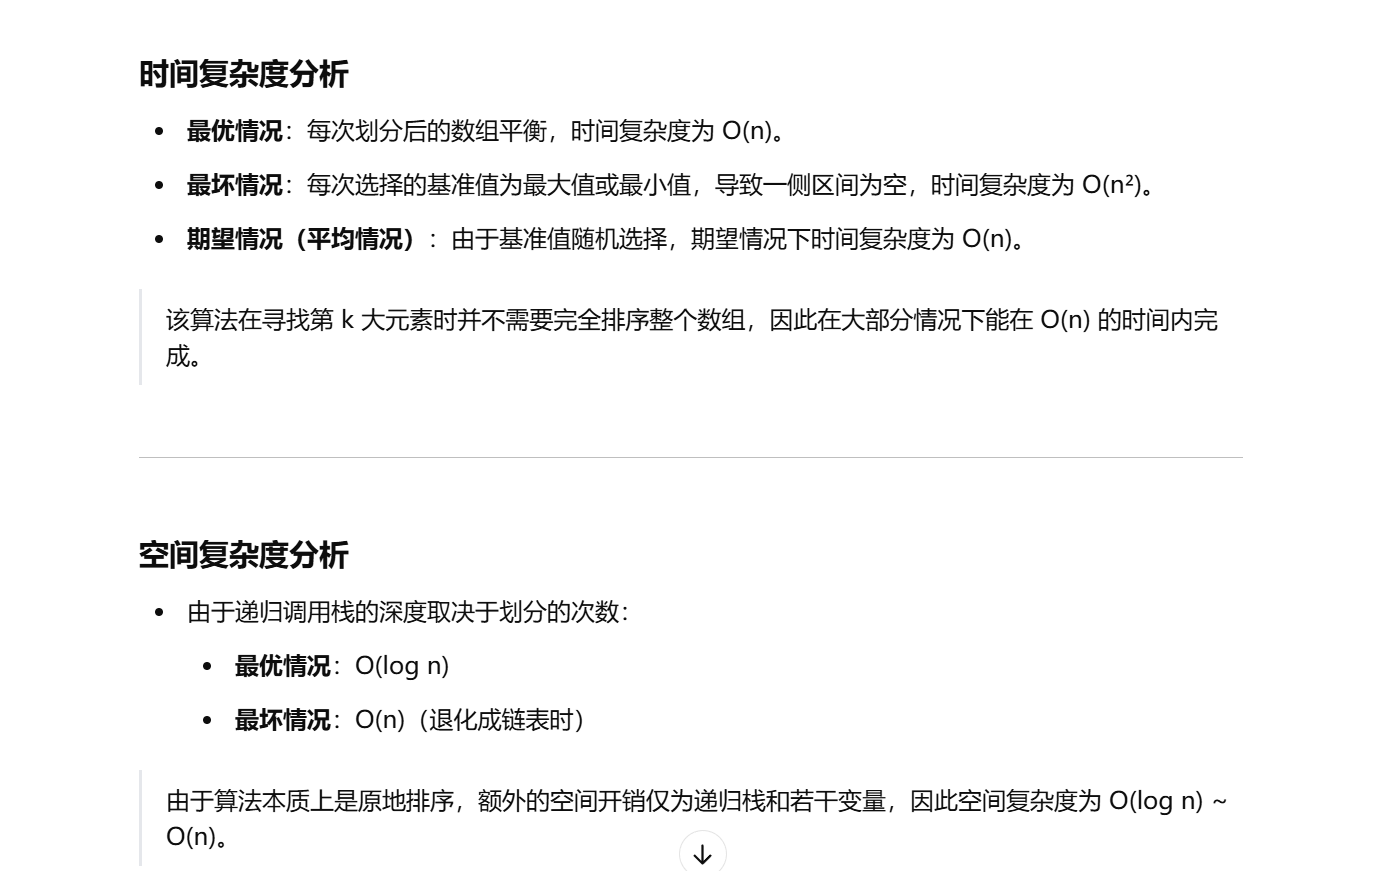 时间复杂度分析
最优情况：每次划分后的数组平衡，时间复杂度为 O(n)。
最坏情况：每次选择的基准值为最大值或最小值，导致一侧区间为空，时间复杂度为 O(n²)。
期望情况（平均情况）：由于基准值随机选择，期望情况下时间复杂度为 O(n)。
该算法在寻找第 k 大元素时并不需要完全排序整个数组，因此在大部分情况下能在 O(n) 的时间内完
成。
空间复杂度分析
由于递归调用栈的深度取决于划分的次数：
最优情况：O(log n)
最坏情况：O(n)（退化成链表时）
由于算法本质上是原地排序，额外的空间开销仅为递归栈和若干变量，因此空间复杂度为 O(log n) ~
O(n)。